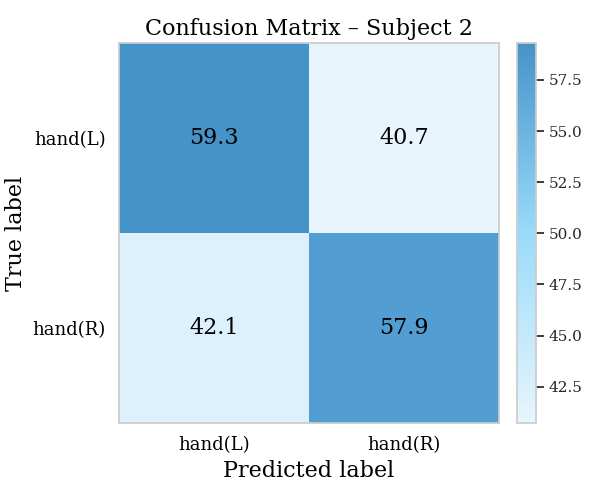 Confusion Matrix – Subject 2
True label
hand(L)
59.3
40.7
hand(R)
42.1
57.9
hand(L)
hand(R)
Predicted label
57.5
55.0
52.5
50.0
47.5
45.0
42.5